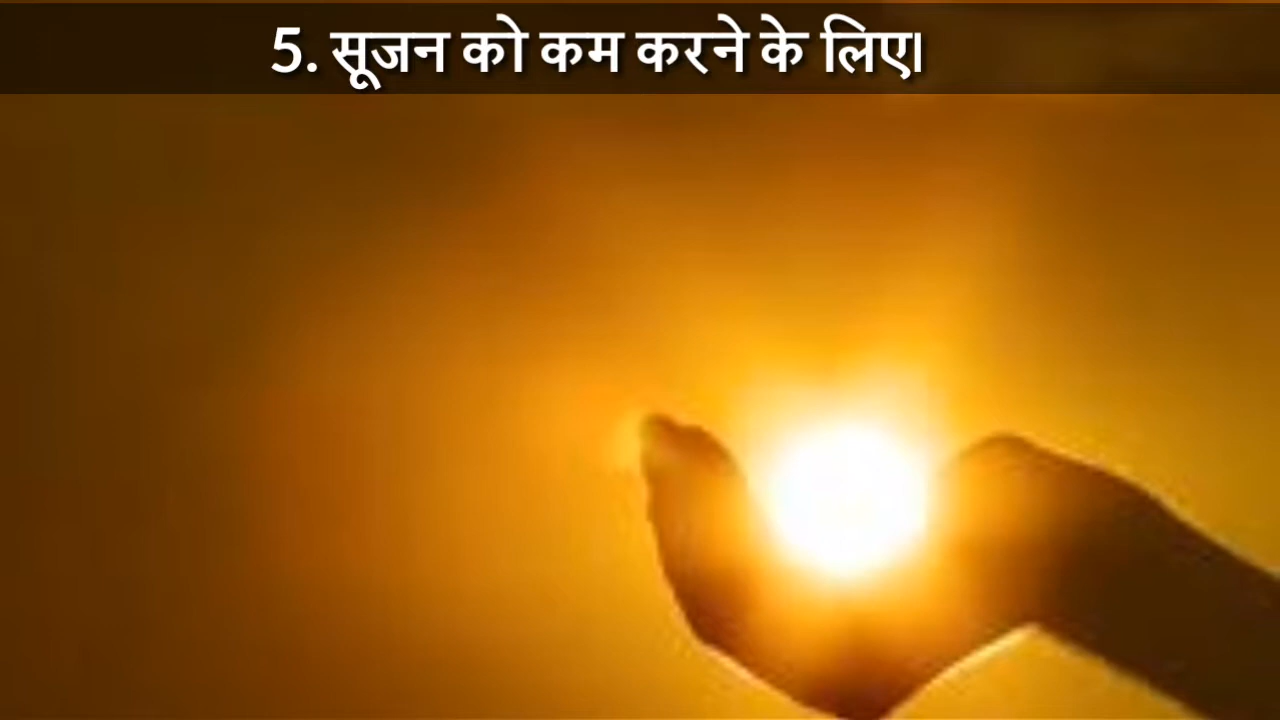 5. सूजन को कम करने के लिए।